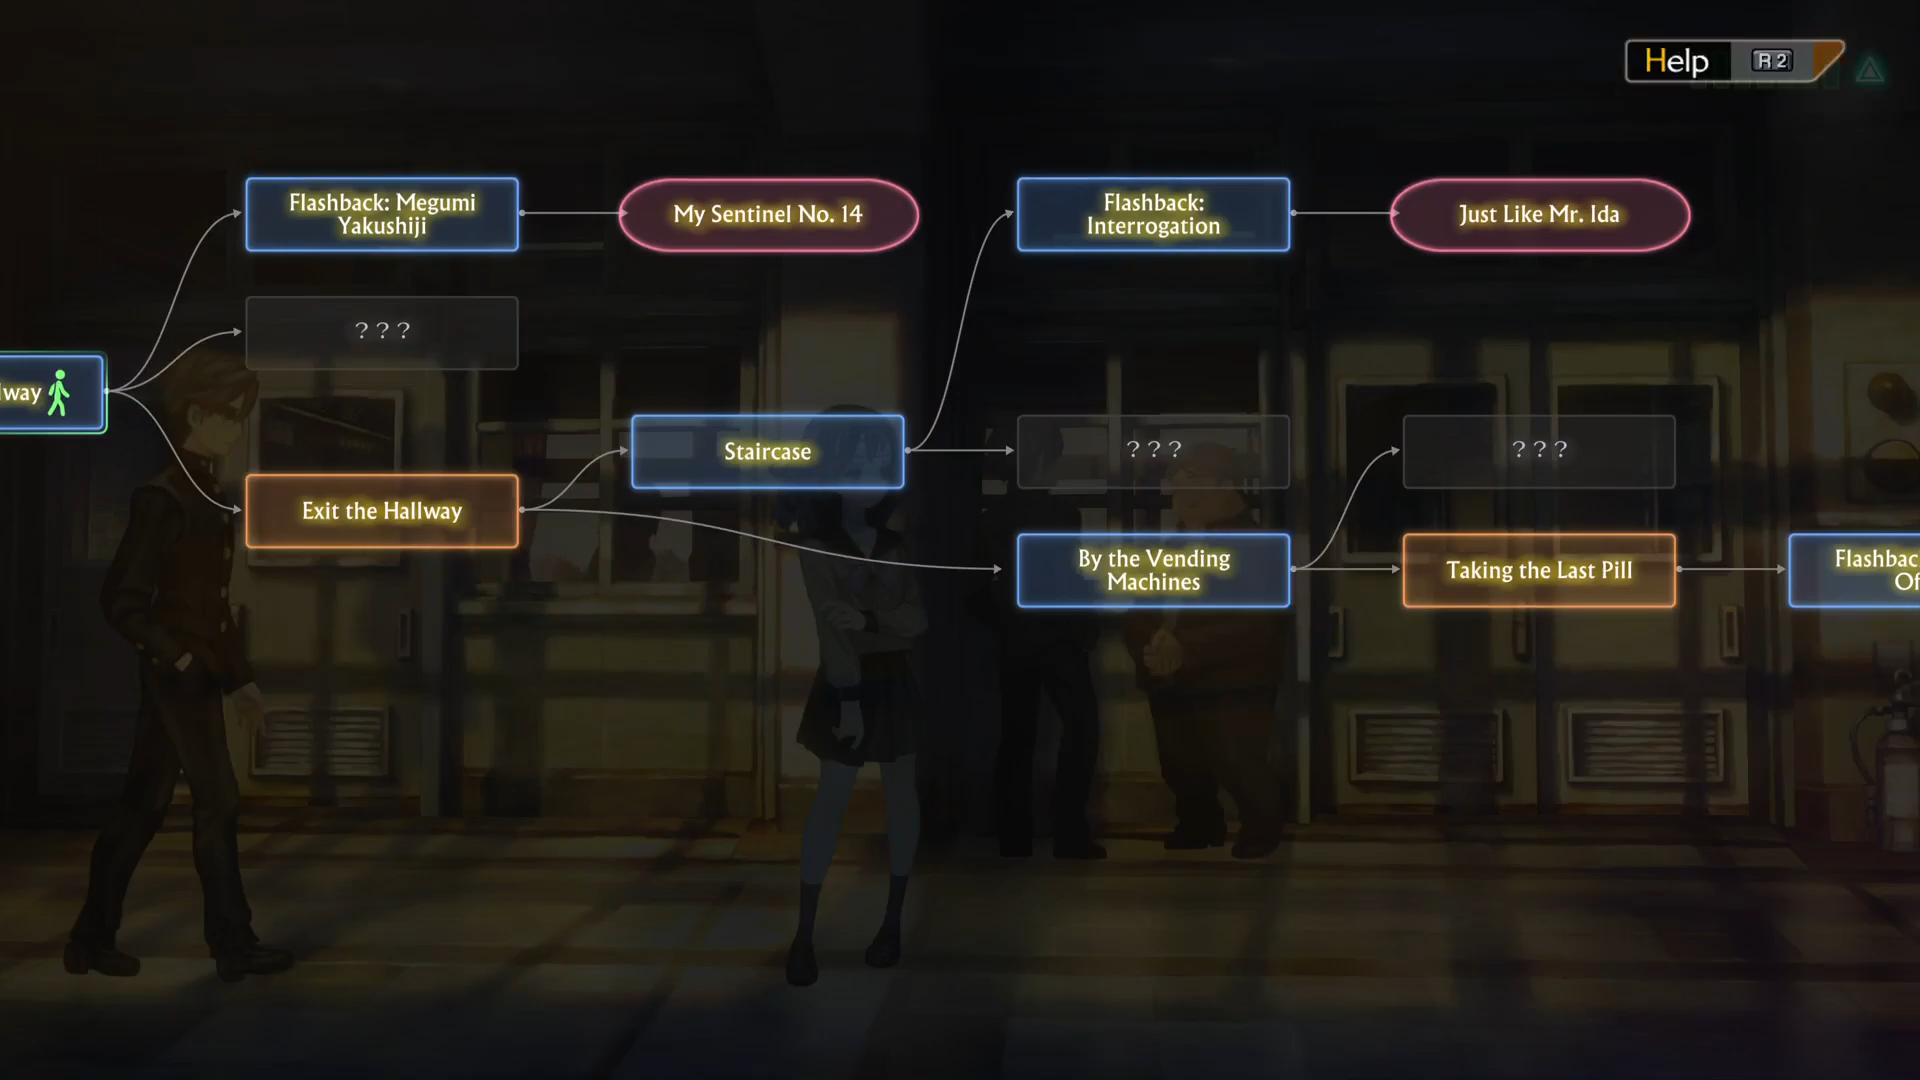 Help R2
Flashback: Megumi
Yakushiji
My Sentinel No. 14
Flashback:
Interrogation
Just Like Mr. Ida
? ? ?
lway
Staircase
? ? ?
? ? ?
Exit the Hallway
By the Vending
Machines
Taking the Last Pill
Flashbac
Of